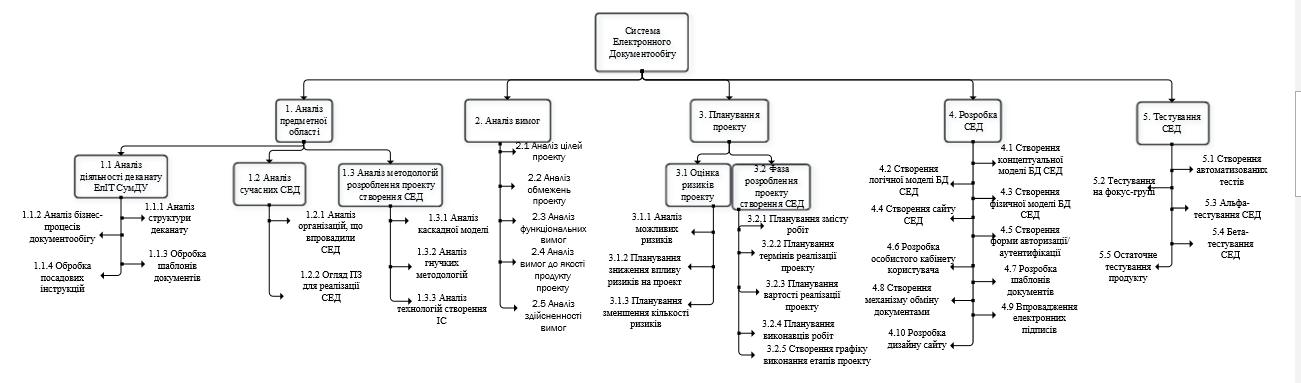 Система
Електронного
Документообігу
1. Аналіз
предметної
області
2. Аналіз вимог
3. Планування
проекту
4. Розробка
СЕД
5. Тестування
СЕД
1.1 Аналіз
діяльності деканату
ЕлІТ СумДУ
1.2 Аналіз
сучасних СЕД
1.3 Аналіз методологій
розроблення проекту
створення СЕД
1.1.1 Аналіз
структури
деканату
1.1.2 Аналіз бізнес-
процесів
документообігу
1.1.3 Обробка
шаблонів
документів
1.1.4 Обробка
посадових
інструкцій
1.2.1 Аналіз
організацій, що
впровадили
СЕД
1.2.2 Огляд ПЗ
для реалізації
СЕД
1.3.1 Аналіз
каскадної моделі
1.3.2 Аналіз
гнучких
методологій
1.3.3 Аналіз
технологій створення
ІС
2.1 Аналіз цілей
проекту
2.2 Аналіз
обмежень
проекту
2.3 Аналіз
функціональних
вимог
2.4 Аналіз
вимог до якості
продукту
проекту
2.5 Аналіз
здійсненності
вимог
3.1 Оцінка
ризиків
проекту
3.2 Фаза
розроблення
проекту
створення СЕД
3.1.1 Аналіз
можливих
ризиків
3.1.2 Планування
зниження впливу
ризиків на проект
3.1.3 Планування
зменшення кількості
ризиків
3.2.1 Планування змісту
робіт
3.2.2 Планування
термінів реалізації
проекту
3.2.3 Планування
вартості реалізації
проекту
3.2.4 Планування
виконавців робіт
3.2.5 Створення графіку
виконання етапів проекту
4.1 Створення
концептуальної
моделі БД СЕД
4.2 Створення
логічної моделі БД
СЕД
4.3 Створення
фізичної моделі БД
СЕД
4.4 Створення сайту
СЕД
4.5 Створення
форми авторизації/
аутентифікації
4.6 Розробка
особистого кабінету
користувача
4.7 Розробка
шаблонів
документів
4.8 Створення
механізму обміну
документами
4.9 Впровадження
електронних
підписів
4.10 Розробка
дизайну сайту
5.1 Створення
автоматизованих
тестів
5.2 Тестування
на фокус-групі
5.3 Альфа-
тестування СЕД
5.4 Бета-
тестування
СЕД
5.5 Остаточне
тестування
продукту